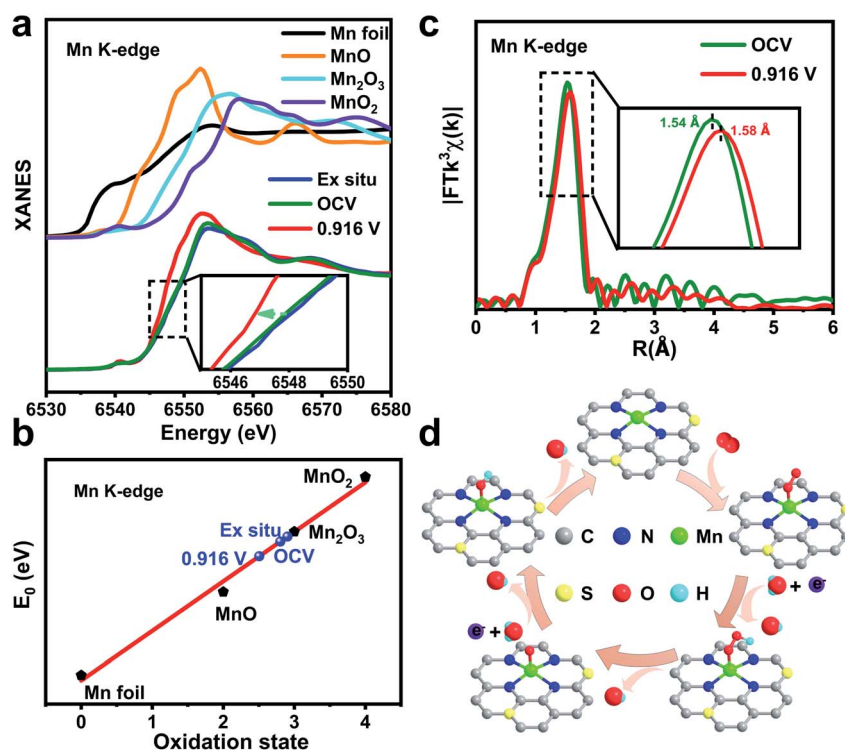 a
Mn K-edge
Mn foil
MnO
Mn₂O₃
MnO₂
Ex situ
OCV
0.916 V
XANES
6546 6548 6550
6530 6540 6550 6560 6570 6580
Energy (eV)
b
Mn K-edge
MnO₂
Ex situ
Mn₂O₃
0.916 V
OCV
MnO
Mn foil
E₀ (eV)
0 1 2 3 4
Oxidation state
c
Mn K-edge
OCV
0.916 V
1.54 Å
1.58 Å
|FTk³χ(k)|
0 1 2 3 4 5 6
R(Å)
d
C N Mn
S O H
+ e⁻
e⁻ +